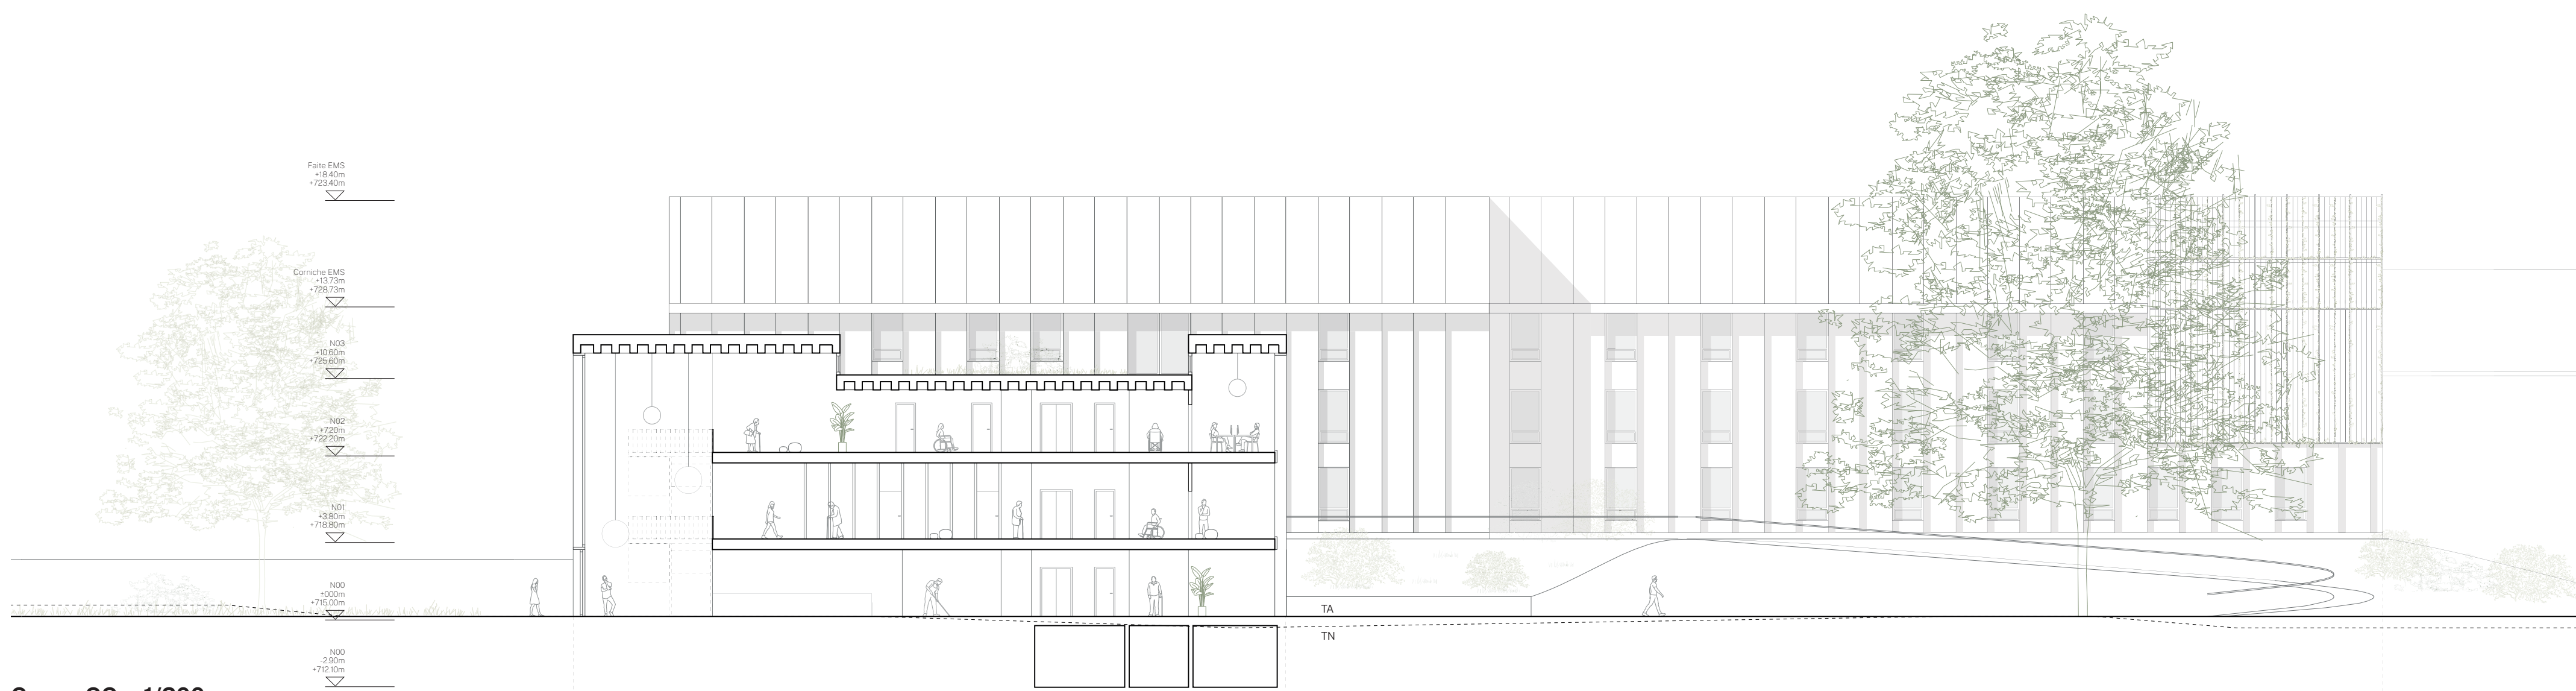 Faite EMS
+18.40m
+723.40m
Corniche EMS
+13.73m
+728.73m
N03
+10.60m
+725.60m
N02
+7.20m
+722.20m
N01
+3.80m
+718.80m
N00
±000m
+715.00m
TA
TN
N00
-2.90m
+712.10m